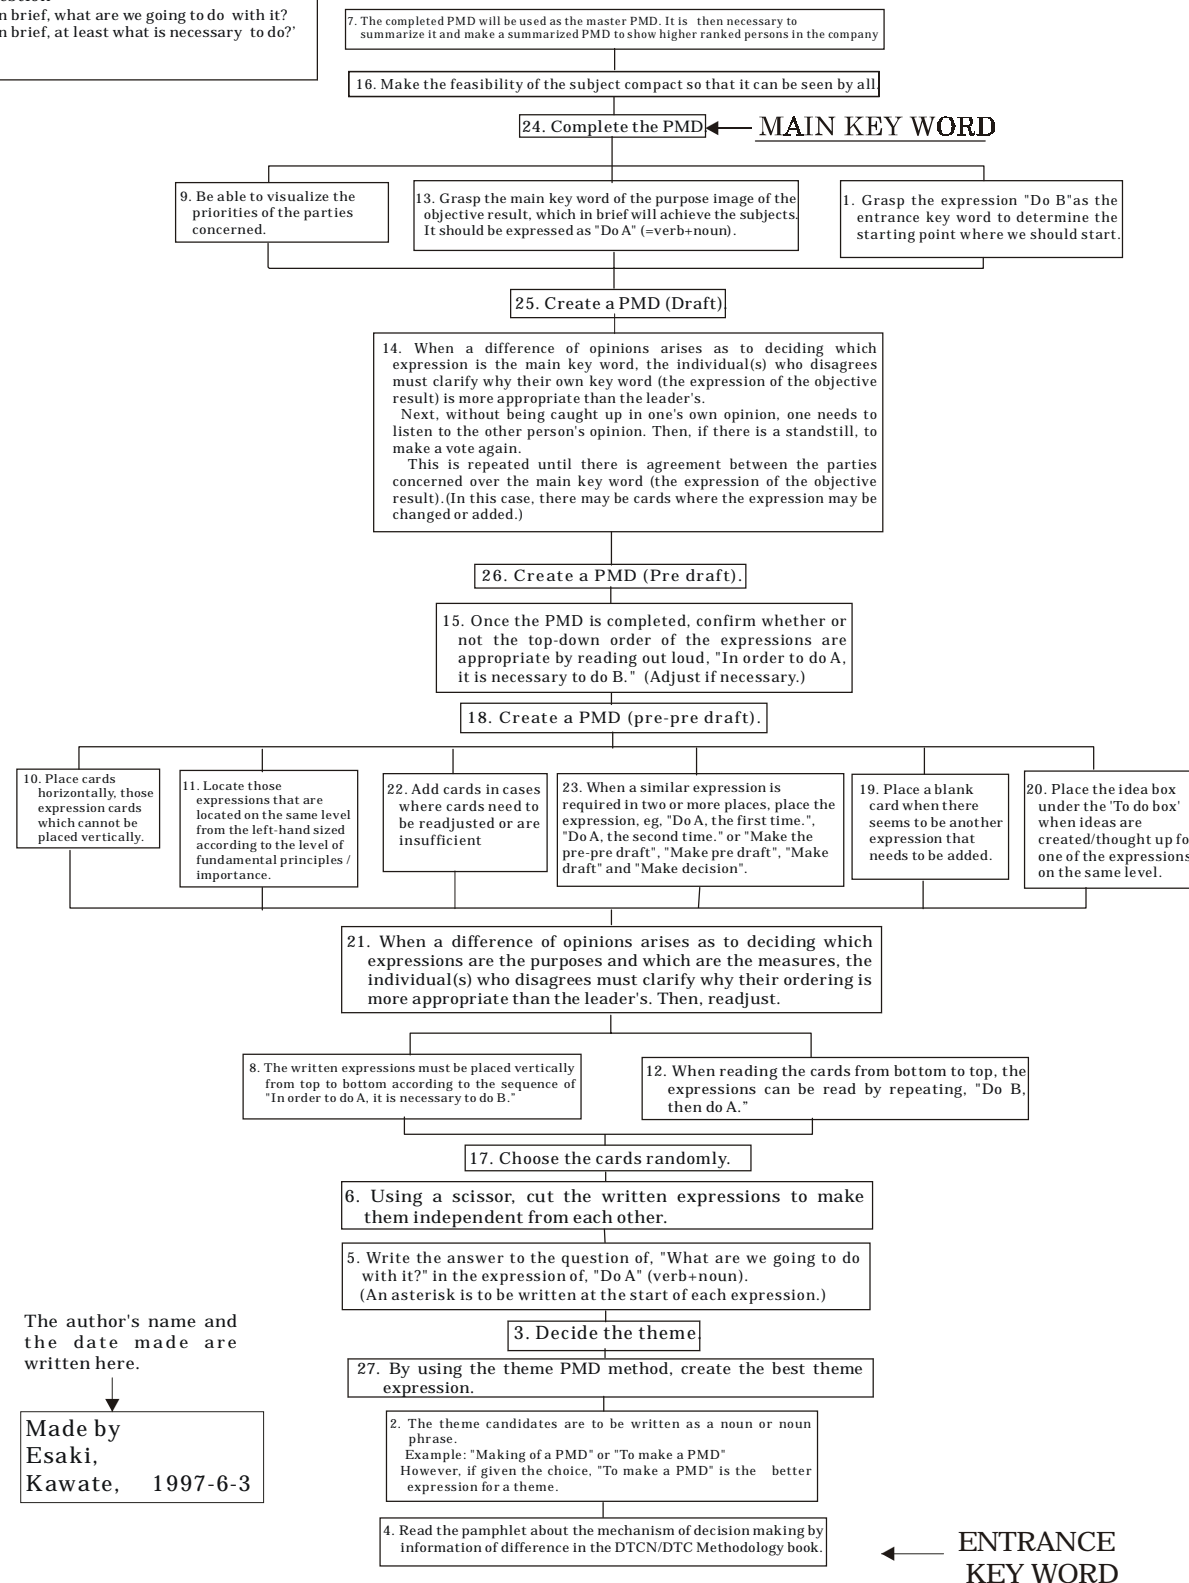 n brief, what are we going to do with it?
n brief, at least what is necessary to do?'
7. The completed PMD will be used as the master PMD. It is then necessary to
summarize it and make a summarized PMD to show higher ranked persons in the company
16. Make the feasibility of the subject compact so that it can be seen by all.
24. Complete the PMD.
MAIN KEY WORD
9. Be able to visualize the
priorities of the parties
concerned.
13. Grasp the main key word of the purpose image of the
objective result, which in brief will achieve the subjects.
It should be expressed as "Do A" (=verb+noun).
1. Grasp the expression "Do B"as the
entrance key word to determine the
starting point where we should start.
25. Create a PMD (Draft).
14. When a difference of opinions arises as to deciding which
expression is the main key word, the individual(s) who disagrees
must clarify why their own key word (the expression of the objective
result) is more appropriate than the leader's.
Next, without being caught up in one's own opinion, one needs to
listen to the other person's opinion. Then, if there is a standstill, to
make a vote again.
This is repeated until there is agreement between the parties
concerned over the main key word (the expression of the objective
result).(In this case, there may be cards where the expression may be
changed or added.)
26. Create a PMD (Pre draft).
15. Once the PMD is completed, confirm whether or
not the top-down order of the expressions are
appropriate by reading out loud, "In order to do A,
it is necessary to do B." (Adjust if necessary.)
18. Create a PMD (pre-pre draft).
10. Place cards
horizontally, those
expression cards
which cannot be
placed vertically.
11. Locate those
expressions that are
located on the same level
from the left-hand sized
according to the level of
fundamental principles /
importance.
22. Add cards in cases
where cards need to
be readjusted or are
insufficient
23. When a similar expression is
required in two or more places, place the
expression, eg, "Do A, the first time.",
"Do A, the second time." or "Make the
pre-pre draft", "Make pre draft", "Make
draft" and "Make decision".
19. Place a blank
card when there
seems to be another
expression that
needs to be added.
20. Place the idea box
under the 'To do box'
when ideas are
created/thought up fo
one of the expressions
on the same level.
21. When a difference of opinions arises as to deciding which
expressions are the purposes and which are the measures, the
individual(s) who disagrees must clarify why their ordering is
more appropriate than the leader's. Then, readjust.
8. The written expressions must be placed vertically
from top to bottom according to the sequence of
"In order to do A, it is necessary to do B."
12. When reading the cards from bottom to top, the
expressions can be read by repeating, "Do B,
then do A."
17. Choose the cards randomly.
6. Using a scissor, cut the written expressions to make
them independent from each other.
5. Write the answer to the question of, "What are we going to do
with it?" in the expression of, "Do A" (verb+noun).
(An asterisk is to be written at the start of each expression.)
3. Decide the theme.
27. By using the theme PMD method, create the best theme
expression.
2. The theme candidates are to be written as a noun or noun
phrase.
Example: "Making of a PMD" or "To make a PMD"
However, if given the choice, "To make a PMD" is the better
expression for a theme.
4. Read the pamphlet about the mechanism of decision making by
information of difference in the DTCN/DTC Methodology book.
ENTRANCE
KEY WORD
The author's name and
the date made are
written here.
Made by
Esaki,
Kawate, 1997-6-3